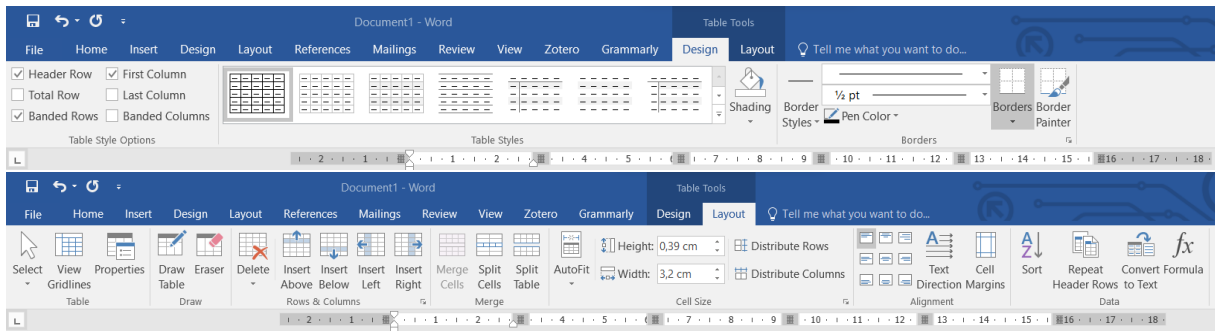 Document1 - Word
Table Tools
File Home Insert Design Layout References Mailings Review View Zotero Grammarly Design Layout Tell me what you want to do...
Header Row First Column
Total Row Last Column
Banded Rows Banded Columns
Table Style Options
Table Styles
Shading
Border Styles
½ pt
Pen Color
Borders
Border Painter
Borders
L
2 1 1 2 4 5 7 8 9 10 11 12 13 14 15 16 17 18
Document1 - Word
Table Tools
File Home Insert Design Layout References Mailings Review View Zotero Grammarly Design Layout Tell me what you want to do...
Select
View Gridlines
Properties
Table
Draw Table
Eraser
Draw
Delete
Insert Above
Insert Below
Insert Left
Insert Right
Rows & Columns
Merge Cells
Split Cells
Split Table
Merge
AutoFit
Height: 0,39 cm
Width: 3,2 cm
Distribute Rows
Distribute Columns
Cell Size
Text Direction
Cell Margins
Alignment
A Z
Sort
Repeat Header Rows
Convert to Text
fx
Formula
Data
L
2 1 1 2 4 5 7 8 9 10 11 12 13 14 15 16 17 18